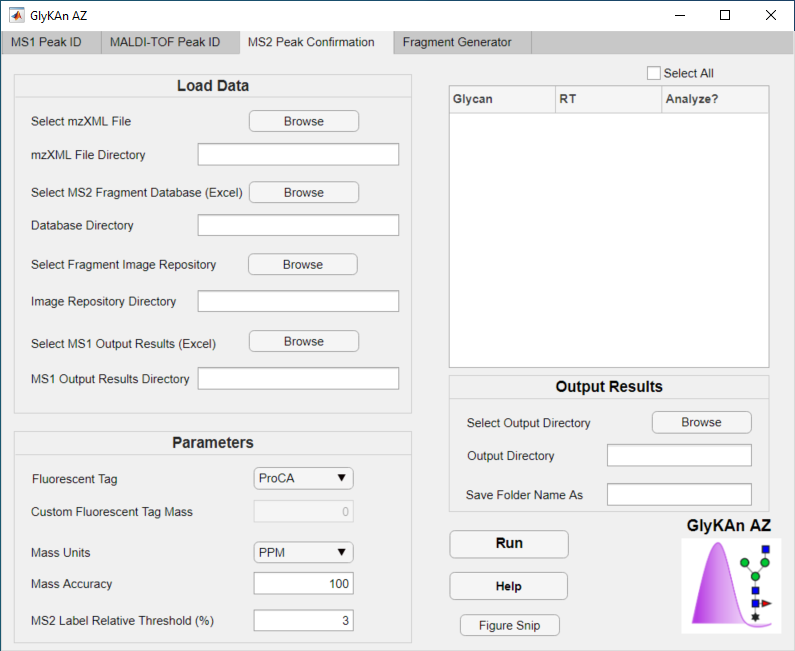 GlyKAn AZ
MS1 Peak ID
MALDI-TOF Peak ID
MS2 Peak Confirmation
Fragment Generator
Load Data
Select mzXML File
Browse
mzXML File Directory
Select MS2 Fragment Database (Excel)
Browse
Database Directory
Select Fragment Image Repository
Browse
Image Repository Directory
Select MS1 Output Results (Excel)
Browse
MS1 Output Results Directory
Parameters
Fluorescent Tag
ProCA
Custom Fluorescent Tag Mass
0
Mass Units
PPM
Mass Accuracy
100
MS2 Label Relative Threshold (%)
3
Select All
Glycan
RT
Analyze?
Output Results
Select Output Directory
Browse
Output Directory
Save Folder Name As
Run
Help
Figure Snip
GlyKAn AZ